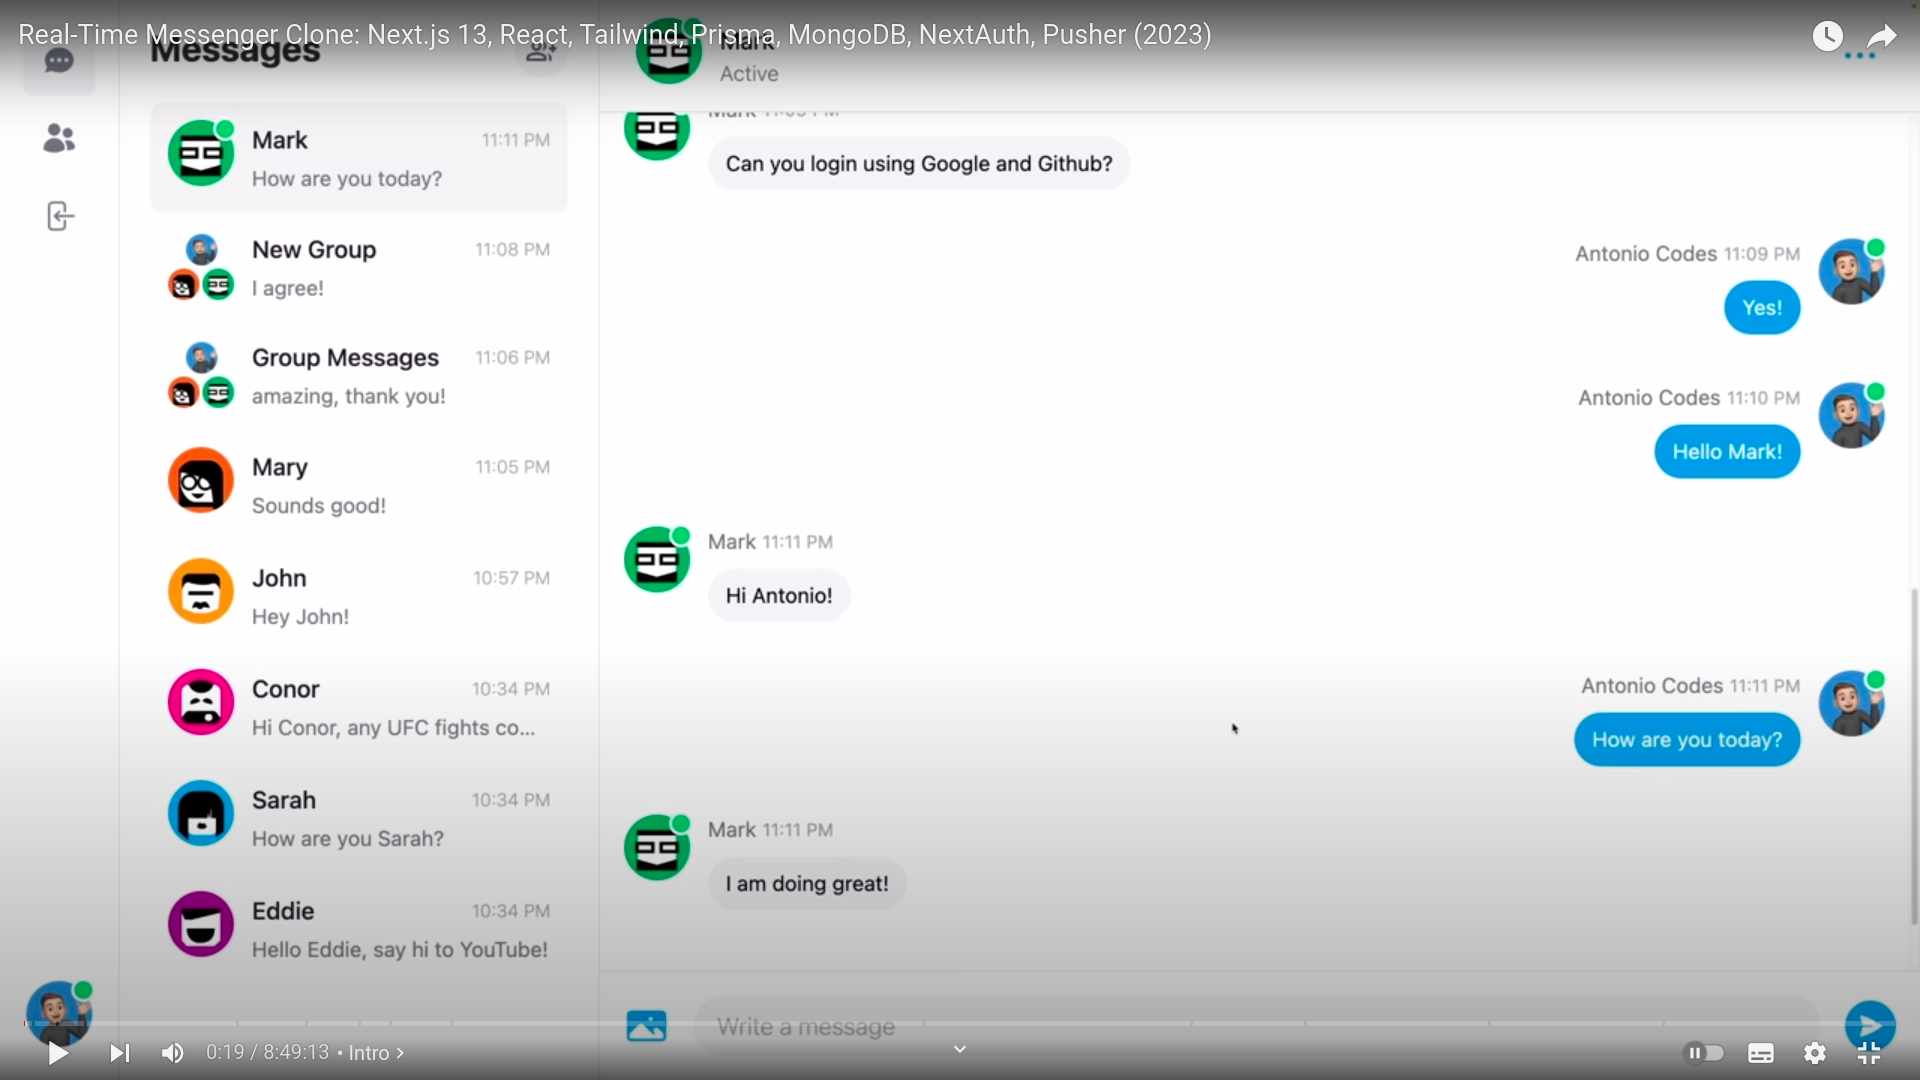 Real-Time Messenger Clone: Next.js 13, React, Tailwind, Prisma, MongoDB, NextAuth, Pusher (2023)
Messages
Mark
11:11 PM
How are you today?
New Group
11:08 PM
I agree!
Group Messages
11:06 PM
amazing, thank you!
Mary
11:05 PM
Sounds good!
John
10:57 PM
Hey John!
Conor
10:34 PM
Hi Conor, any UFC fights co...
Sarah
10:34 PM
How are you Sarah?
Eddie
10:34 PM
Hello Eddie, say hi to YouTube!
Mark
Active
Can you login using Google and Github?
Antonio Codes 11:09 PM
Yes!
Antonio Codes 11:10 PM
Hello Mark!
Mark 11:11 PM
Hi Antonio!
Antonio Codes 11:11 PM
How are you today?
Mark 11:11 PM
I am doing great!
Write a message
0:19 / 8:49:13 • Intro